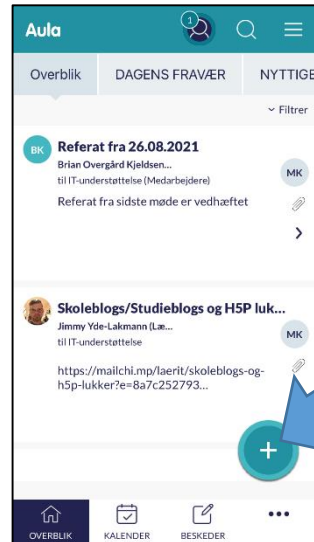 Aula
1
Overblik DAGENS FRAVÆR NYTTIGE
Filtrer
BK
Referat fra 26.08.2021
Brian Overgård Kjeldsen...
til IT-understøttelse (Medarbejdere)
MK
Referat fra sidste møde er vedhæftet
Skoleblogs/Studieblogs og H5P luk...
Jimmy Yde-Lakmann (Læ...
til IT-understøttelse
MK
https://mailchi.mp/laerit/skoleblogs-og-
h5p-lukker?e=8a7c252793...
+
OVERBLIK KALENDER BESKEDER